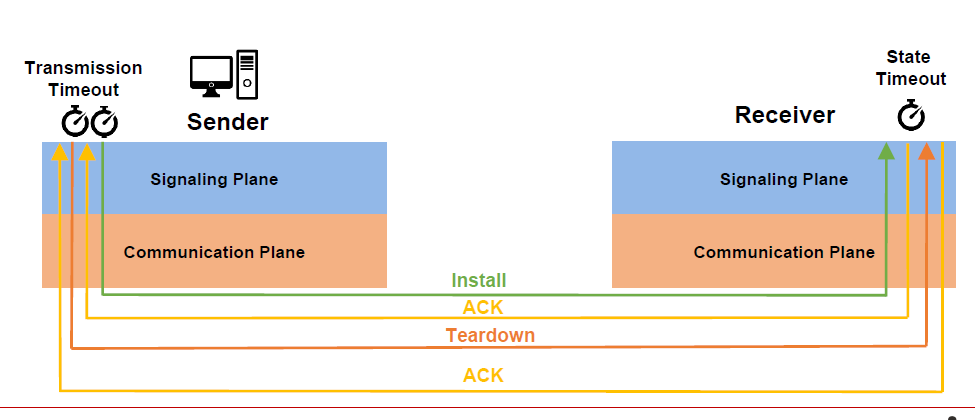 Transmission
Timeout
Sender
Receiver
State
Timeout
Signaling Plane
Communication Plane
Signaling Plane
Communication Plane
Install
ACK
Teardown
ACK